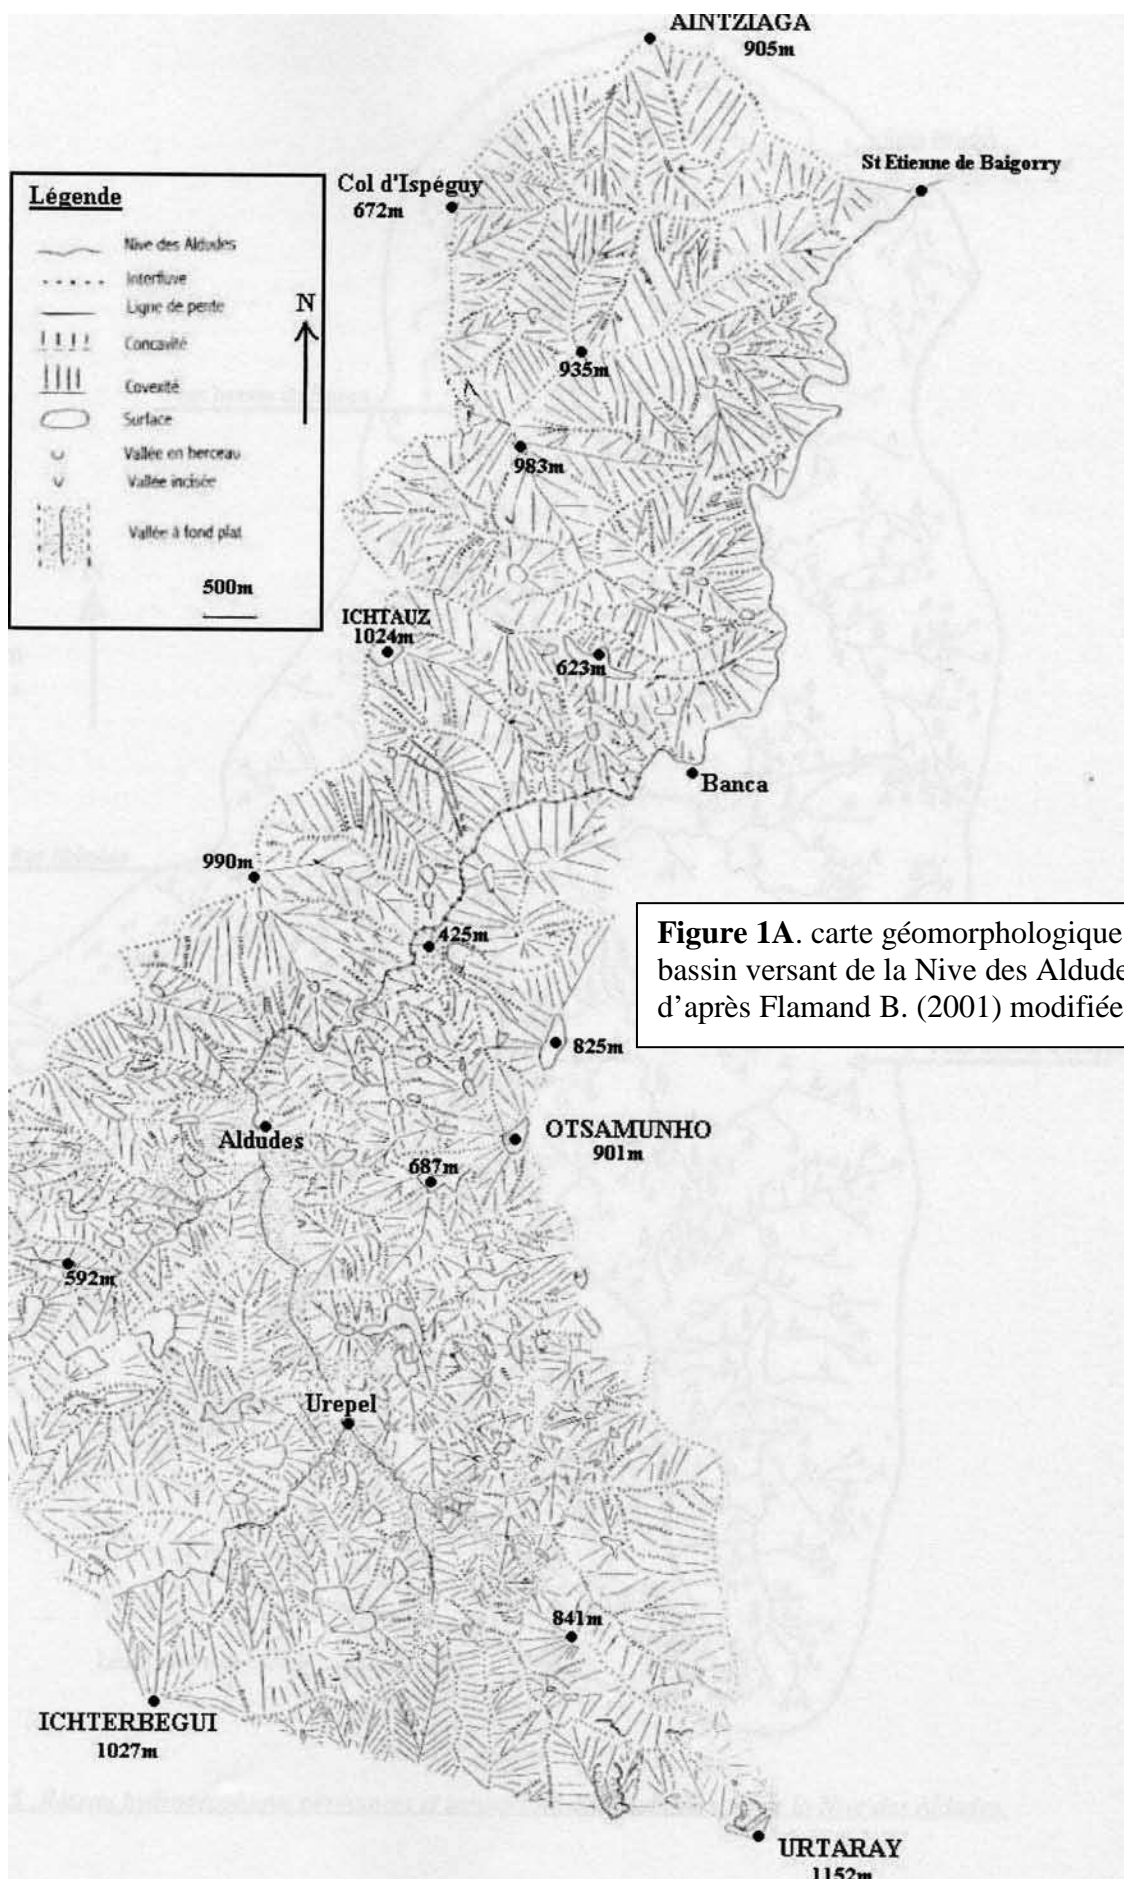 AINTZIAGA
905m
St Etienne de Baigorry
Col d'Ispéguy
672m
Légende
Nive des Aldudes
Interfluve
Ligne de pente
Concavité
Covexité
Surface
Vallée en berceau
Vallée incisée
Vallée à fond plat
500m
N
935m
983m
ICHTAUZ
1024m
623m
Banca
990m
425m
Figure 1A. carte géomorphologique
bassin versant de la Nive des Aldude
d'après Flamand B. (2001) modifiée
825m
Aldudes
OTSAMUNHO
901m
687m
592m
Urepel
841m
ICHTERBEGUI
1027m
URTARAY
1152m